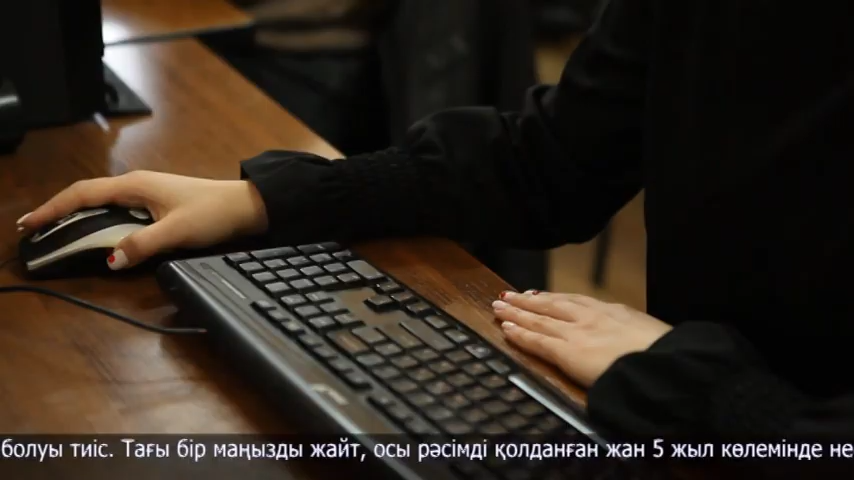 болуы тиіс. Тағы бір маңызды жайт, осы рәсімді қолданған жан 5 жыл көлемінде не